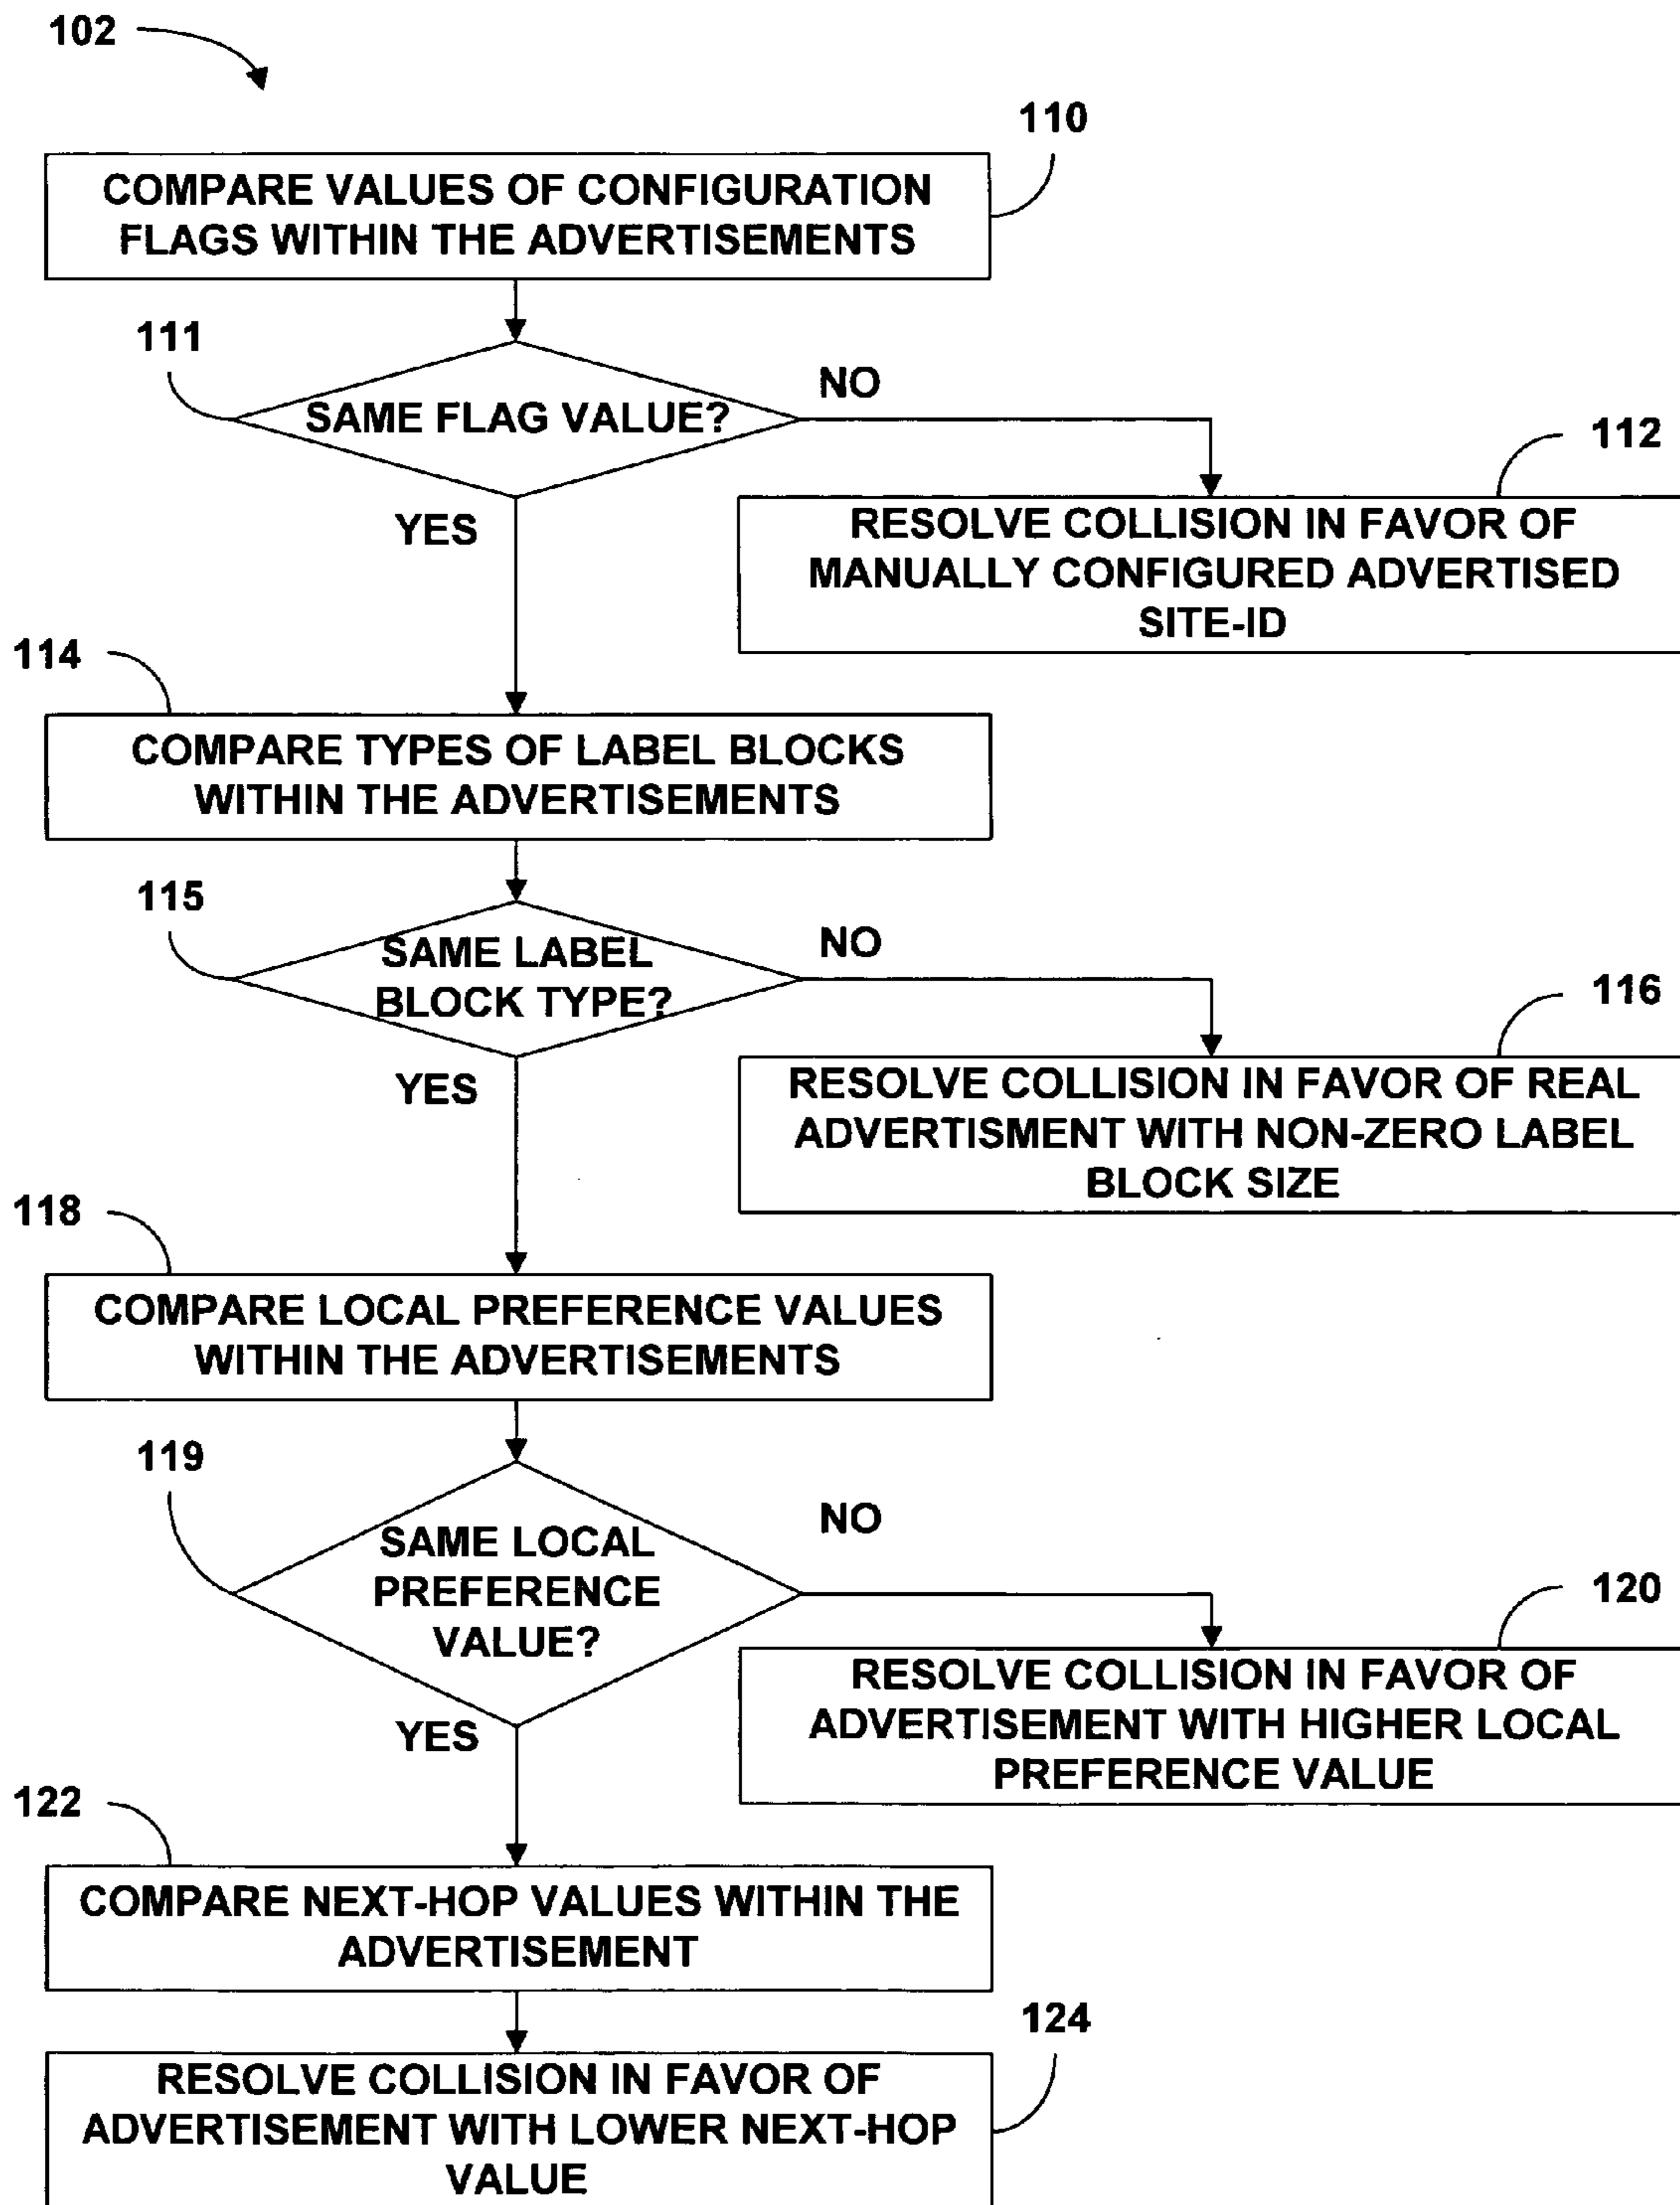 102
110
COMPARE VALUES OF CONFIGURATION
FLAGS WITHIN THE ADVERTISEMENTS
111
SAME FLAG VALUE?
NO
112
YES
RESOLVE COLLISION IN FAVOR OF
MANUALLY CONFIGURED ADVERTISED
SITE-ID
114
COMPARE TYPES OF LABEL BLOCKS
WITHIN THE ADVERTISEMENTS
115
SAME LABEL
BLOCK TYPE?
NO
116
YES
RESOLVE COLLISION IN FAVOR OF REAL
ADVERTISMENT WITH NON-ZERO LABEL
BLOCK SIZE
118
COMPARE LOCAL PREFERENCE VALUES
WITHIN THE ADVERTISEMENTS
119
SAME LOCAL
PREFERENCE
VALUE?
NO
120
YES
RESOLVE COLLISION IN FAVOR OF
ADVERTISEMENT WITH HIGHER LOCAL
PREFERENCE VALUE
122
COMPARE NEXT-HOP VALUES WITHIN THE
ADVERTISEMENT
124
RESOLVE COLLISION IN FAVOR OF
ADVERTISEMENT WITH LOWER NEXT-HOP
VALUE